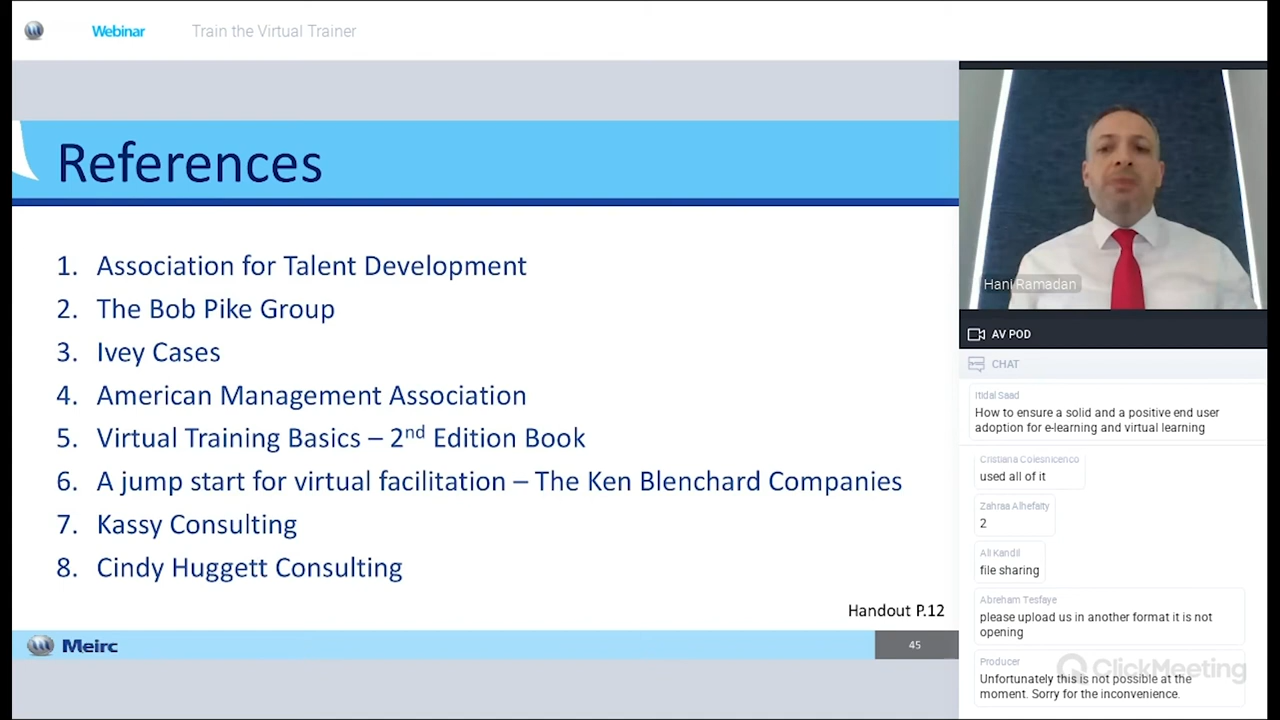 Webinar
Train the Virtual Trainer
References
1. Association for Talent Development
2. The Bob Pike Group
3. Ivey Cases
4. American Management Association
5. Virtual Training Basics – 2nd Edition Book
6. A jump start for virtual facilitation – The Ken Blenchard Companies
7. Kassy Consulting
8. Cindy Huggett Consulting
Handout P.12
Meirc
45
Hani Ramadan
AV POD
CHAT
Itidal Saad
How to ensure a solid and a positive end user
adoption for e-learning and virtual learning
Cristiana Colesnicenco
used all of it
Zahraa Alhefaity
2
Ali Kandil
file sharing
Abreham Tesfaye
please upload us in another format it is not
opening
Producer
Unfortunately this is not possible at the
moment. Sorry for the inconvenience.
ClickMeeting